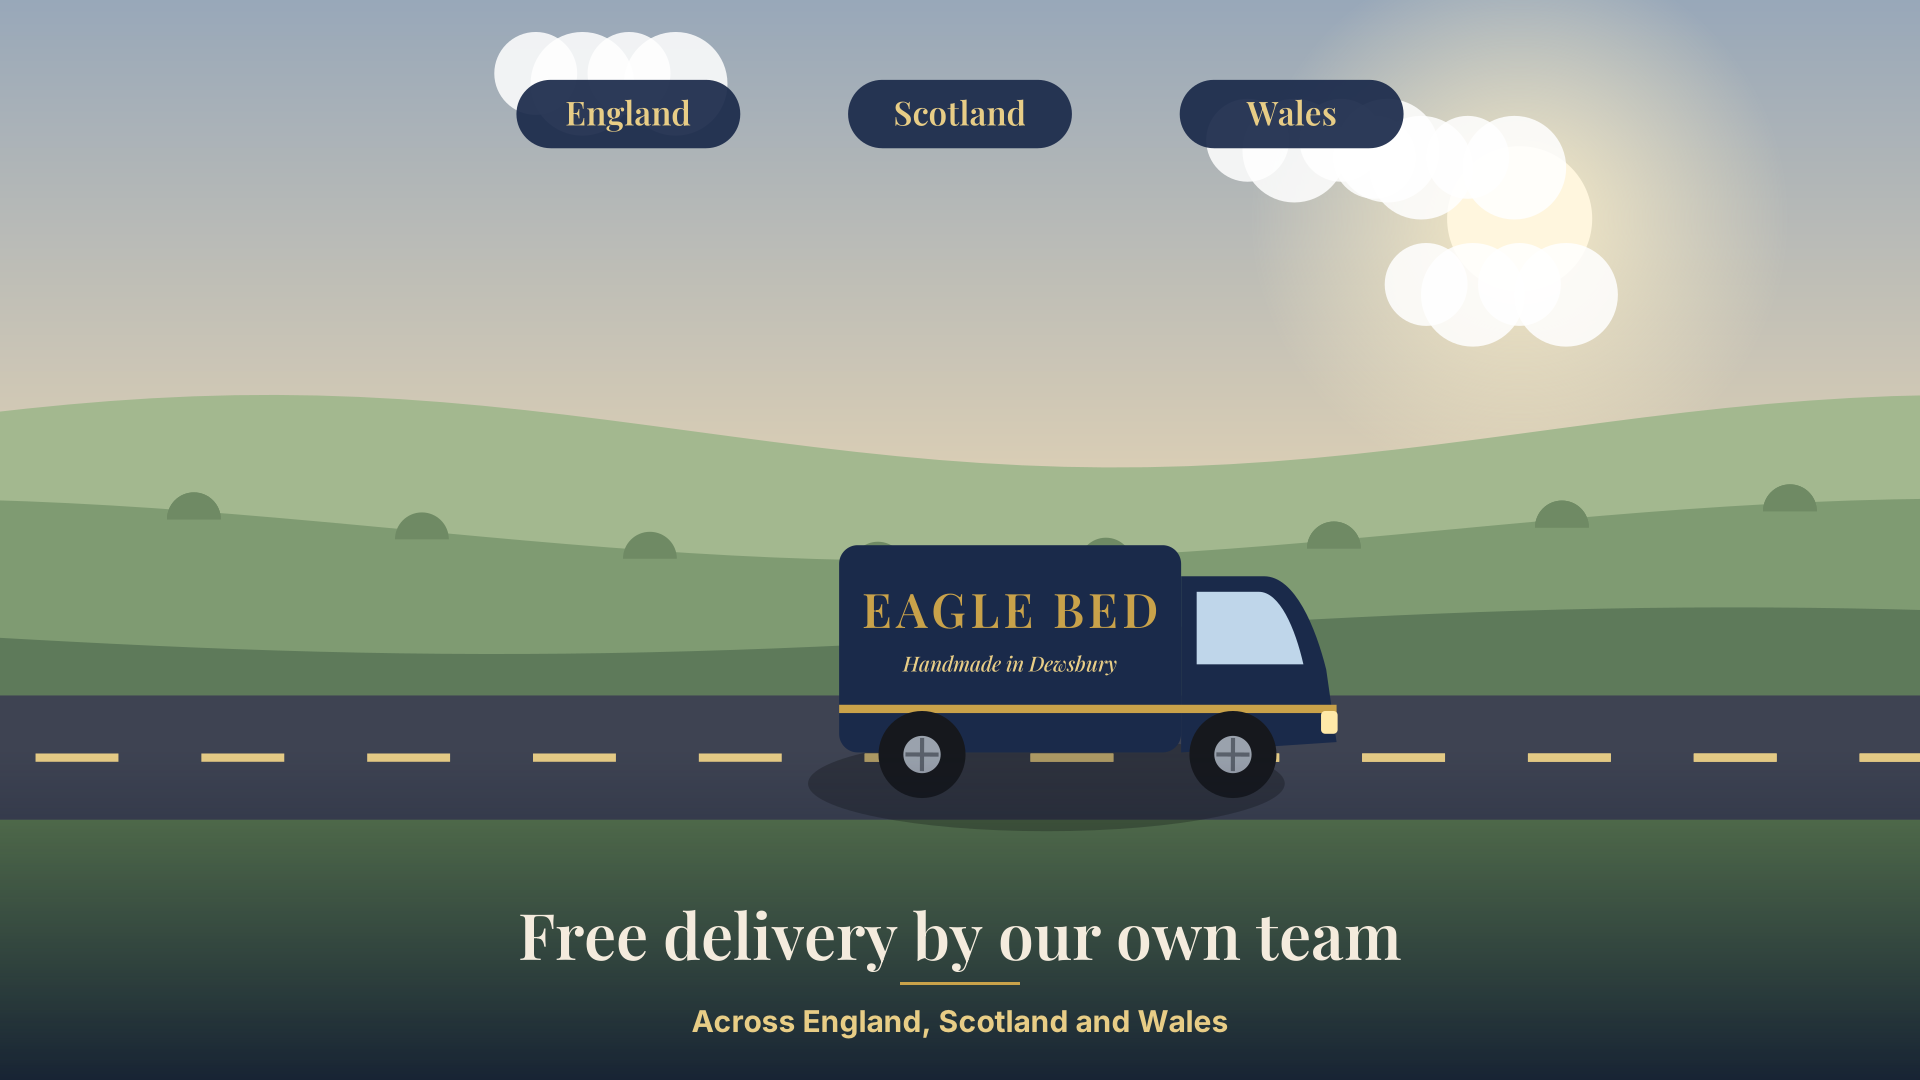 England
Scotland
Wales
EAGLE BED
Handmade in Dewsbury
Free delivery by our own team
Across England, Scotland and Wales